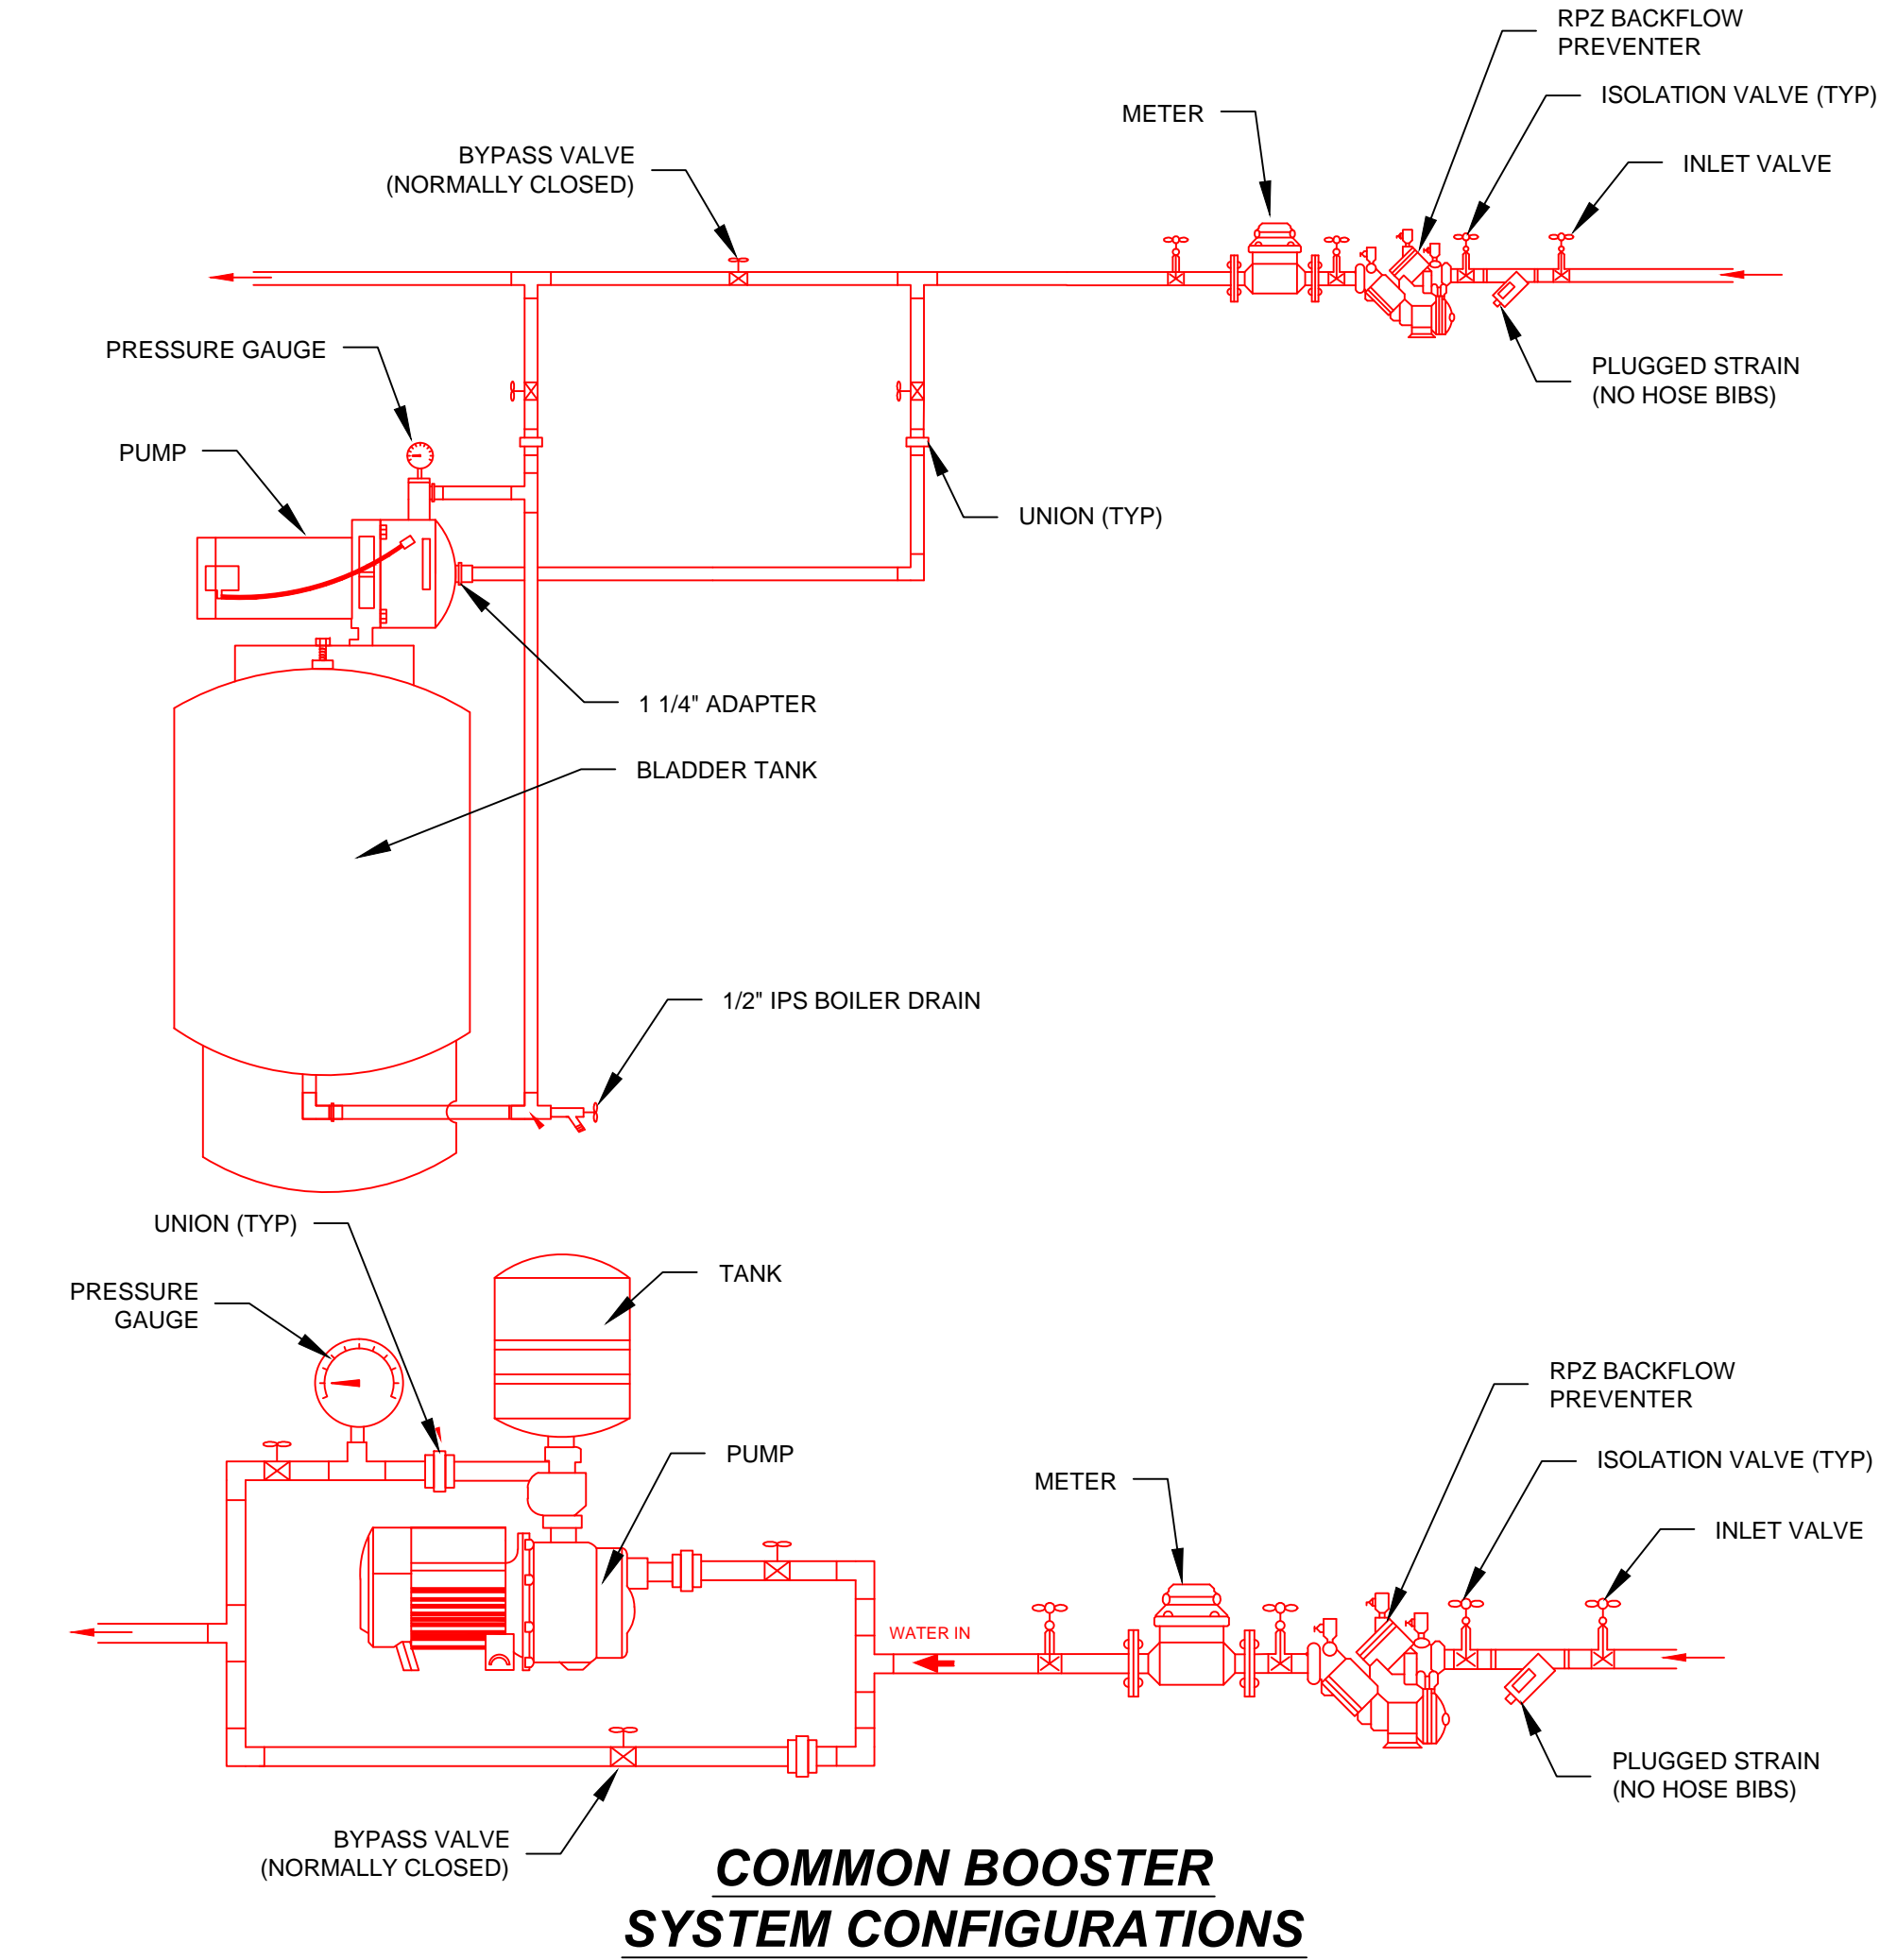 RPZ BACKFLOW
PREVENTER
ISOLATION VALVE (TYP)
METER
INLET VALVE
BYPASS VALVE
(NORMALLY CLOSED)
PRESSURE GAUGE
PLUGGED STRAIN
(NO HOSE BIBS)
PUMP
UNION (TYP)
1 1/4" ADAPTER
BLADDER TANK
1/2" IPS BOILER DRAIN
UNION (TYP)
TANK
PRESSURE
GAUGE
RPZ BACKFLOW
PREVENTER
PUMP
ISOLATION VALVE (TYP)
METER
INLET VALVE
WATER IN
PLUGGED STRAIN
(NO HOSE BIBS)
BYPASS VALVE
(NORMALLY CLOSED)
COMMON BOOSTER
SYSTEM CONFIGURATIONS